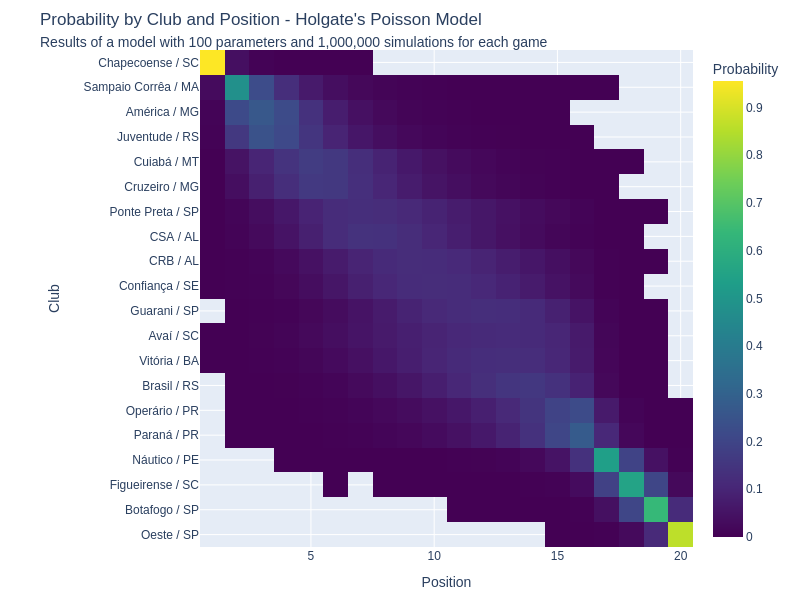 Probability by Club and Position - Holgate's Poisson Model
Results of a model with 100 parameters and 1,000,000 simulations for each game
Probability
Chapecoense / SC
Sampaio Corrêa / MA
América / MG
Juventude / RS
Cuiabá / MT
Cruzeiro / MG
Ponte Preta / SP
CSA / AL
CRB / AL
Confiança / SE
Guarani / SP
Avaí / SC
Vitória / BA
Brasil / RS
Operário / PR
Paraná / PR
Náutico / PE
Figueirense / SC
Botafogo / SP
Oeste / SP
Club
5
10
15
20
Position
0.9
0.8
0.7
0.6
0.5
0.4
0.3
0.2
0.1
0